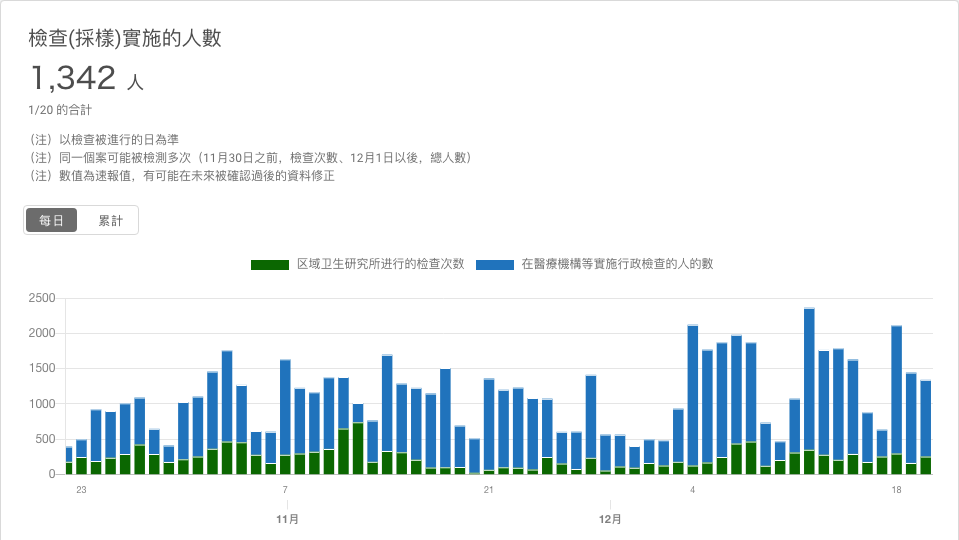 檢查(採樣)實施的人數
1,342 人
1/20 的合計
（注）以檢查被進行的日為準
（注）同一個案可能被檢測多次（11月30日之前，檢查次數、12月1日以後，總人數）
（注）數值為速報值，有可能在未來被確認過後的資料修正
每日 累計
区域卫生研究所进行的检查次数 在醫療機構等實施行政檢查的人的數
2500
2000
1500
1000
500
0
23 7 21 4 18
11月 12月